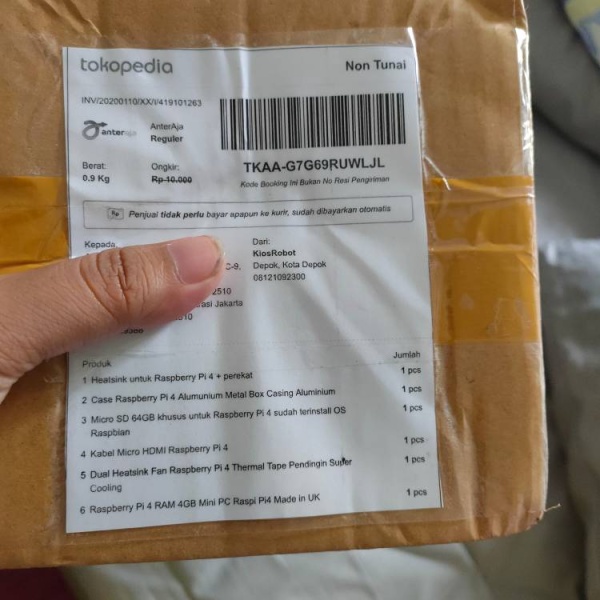 tokopedia
Non Tunai
INV/20200110/XX/I/419101263
anteraja
AnterAja
Reguler
Berat:
0.9 Kg
Ongkir:
Rp 10.000
TKAA-G7G69RUWLJL
Kode Booking Ini Bukan No Resi Pengiriman
Rp Penjual tidak perlu bayar apapun ke kurir, sudah dibayarkan otomatis
Kepada
C-9,
2510
Jakarta
Dari:
KiosRobot
Depok, Kota Depok
08121092300
Produk Jumlah
1 Heatsink untuk Raspberry Pi 4 + perekat 1 pcs
2 Case Raspberry Pi 4 Alumunium Metal Box Casing Aluminium 1 pcs
3 Micro SD 64GB khusus untuk Raspberry Pi 4 sudah terinstall OS 1 pcs
Raspbian
4 Kabel Micro HDMI Raspberry Pi 4 1 pcs
5 Dual Heatsink Fan Raspberry Pi 4 Thermal Tape Pendingin Super 1 pcs
Cooling
6 Raspberry Pi 4 RAM 4GB Mini PC Raspi Pi4 Made in UK 1 pcs